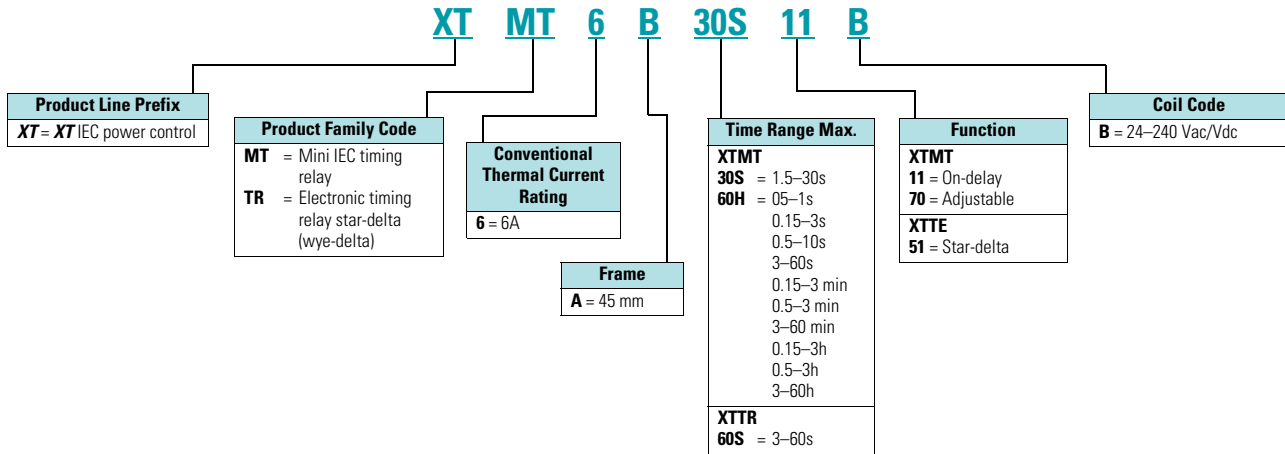 XT MT 6 B 30S 11 B
Product Line Prefix
XT = XT IEC power control
Product Family Code
MT = Mini IEC timing
relay
TR = Electronic timing
relay star-delta
(wye-delta)
Conventional
Thermal Current
Rating
6 = 6A
Frame
A = 45 mm
Time Range Max.
XTMT
30S = 1.5–30s
60H = 05–1s
0.15–3s
0.5–10s
3–60s
0.15–3 min
0.5–3 min
3–60 min
0.15–3h
0.5–3h
3–60h
XTTR
60S = 3–60s
Function
XTMT
11 = On-delay
70 = Adjustable
XTTE
51 = Star-delta
Coil Code
B = 24–240 Vac/Vdc